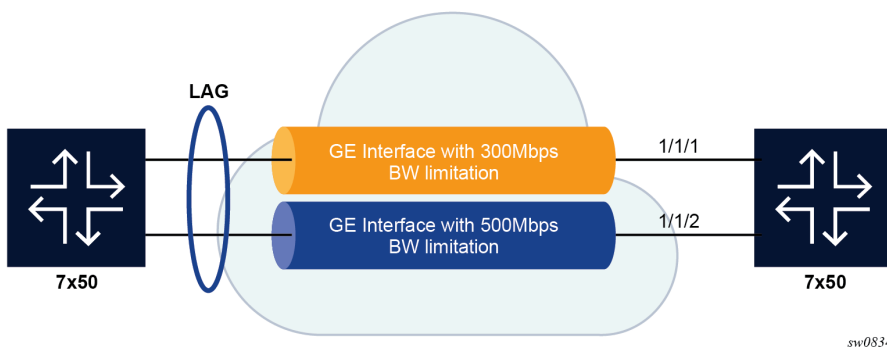 LAG
GE Interface with 300Mbps
BW limitation
1/1/1
GE Interface with 500Mbps
BW limitation
1/1/2
7x50
7x50